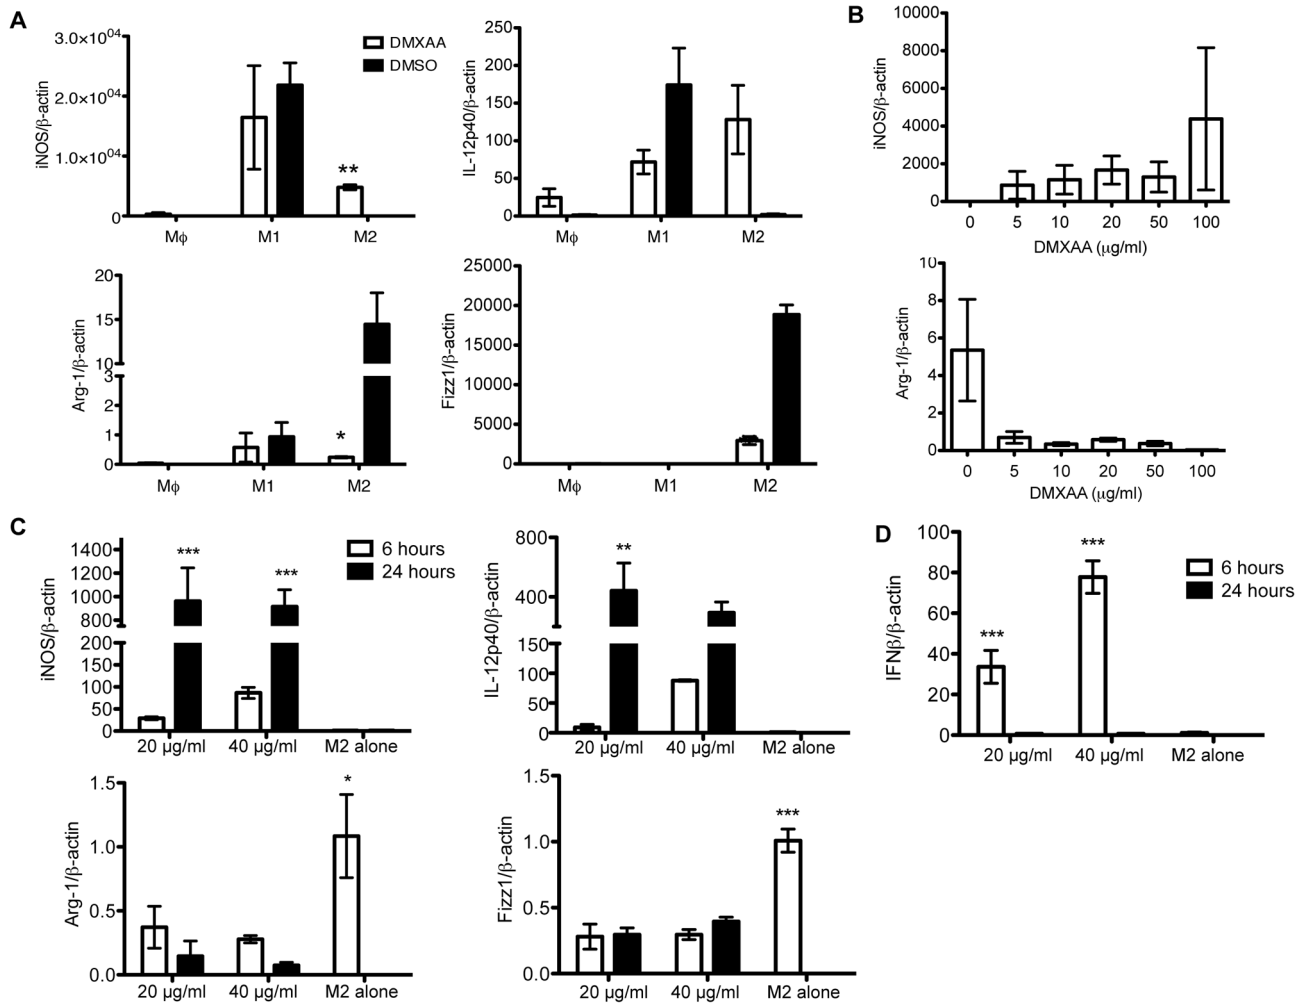 A
iNOS/β-actin
3.0×10⁰⁴
2.0×10⁰⁴
1.0×10⁰⁴
0
DMXAA
DMSO
**
Mϕ M1 M2
IL-12p40/β-actin
250
200
150
100
50
0
Mϕ M1 M2
Arg-1/β-actin
20
15
10
3
2
1
0
*
Mϕ M1 M2
Fizz1/β-actin
25000
20000
15000
10000
5000
0
Mϕ M1 M2
B
iNOS/β-actin
10000
8000
6000
4000
2000
0
0 5 10 20 50 100
DMXAA (μg/ml)
Arg-1/β-actin
10
8
6
4
2
0
0 5 10 20 50 100
DMXAA (μg/ml)
C
iNOS/β-actin
1400
1200
1000
800
200
150
100
50
0
6 hours
24 hours
*** ***
20 μg/ml 40 μg/ml M2 alone
IL-12p40/β-actin
800
400
150
100
50
0
**
20 μg/ml 40 μg/ml M2 alone
Arg-1/β-actin
1.5
1.0
0.5
0.0
*
20 μg/ml 40 μg/ml M2 alone
Fizz1/β-actin
1.5
1.0
0.5
0.0
***
20 μg/ml 40 μg/ml M2 alone
D
IFNβ/β-actin
100
80
60
40
20
0
6 hours
24 hours
*** ***
20 μg/ml 40 μg/ml M2 alone